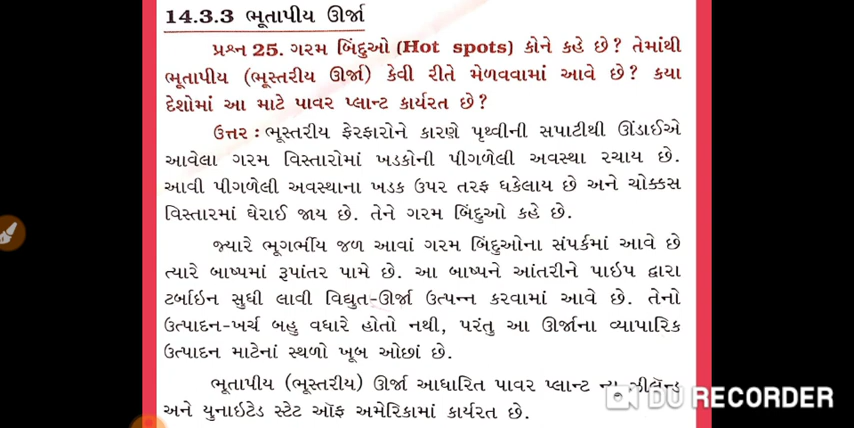 14.3.3 ભૂતાપીય ઊર્જા
પ્રશ્ન 25. ગરમ બિંદુઓ (Hot spots) કોને કહે છે? તેમાંથી
ભૂતાપીય (ભૂસ્તરીય ઊર્જા) કેવી રીતે મેળવવામાં આવે છે? કયા
દેશોમાં આ માટે પાવર પ્લાન્ટ કાર્યરત છે?
ઉત્તર : ભૂસ્તરીય ફેરફારોને કારણે પૃથ્વીની સપાટીથી ઊંડાઈએ
આવેલા ગરમ વિસ્તારોમાં ખડકોની પીગળેલી અવસ્થા રચાય છે.
આવી પીગળેલી અવસ્થાના ખડક ઉપર તરફ ધકેલાય છે અને ચોક્કસ
વિસ્તારમાં ઘેરાઈ જાય છે. તેને ગરમ બિંદુઓ કહે છે.
જ્યારે ભૂગર્ભીય જળ આવાં ગરમ બિંદુઓના સંપર્કમાં આવે છે
ત્યારે બાષ્પમાં રૂપાંતર પામે છે. આ બાષ્પને આંતરીને પાઇપ દ્વારા
ટર્બાઇન સુધી લાવી વિદ્યુત-ઊર્જા ઉત્પન્ન કરવામાં આવે છે. તેનો
ઉત્પાદન-ખર્ચ બહુ વધારે હોતો નથી, પરંતુ આ ઊર્જાના વ્યાપારિક
ઉત્પાદન માટેનાં સ્થળો ખૂબ ઓછાં છે.
ભૂતાપીય (ભૂસ્તરીય) ઊર્જા આધારિત પાવર પ્લાન્ટ ન્યૂઝીલૅન્ડ
અને યુનાઇટેડ સ્ટેટ ઑફ અમેરિકામાં કાર્યરત છે.
DU RECORDER